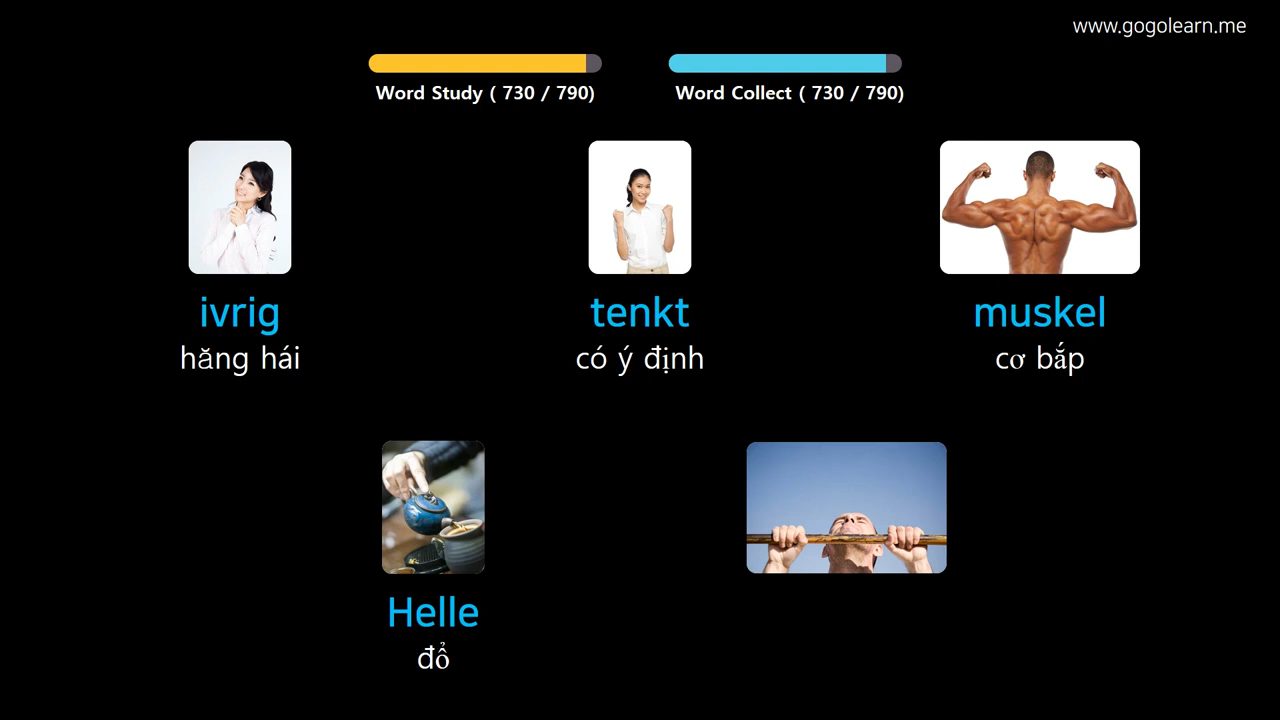 www.gogolearn.me
Word Study ( 730 / 790)
Word Collect ( 730 / 790)
ivrig
hăng hái
tenkt
có ý định
muskel
cơ bắp
Helle
đổ